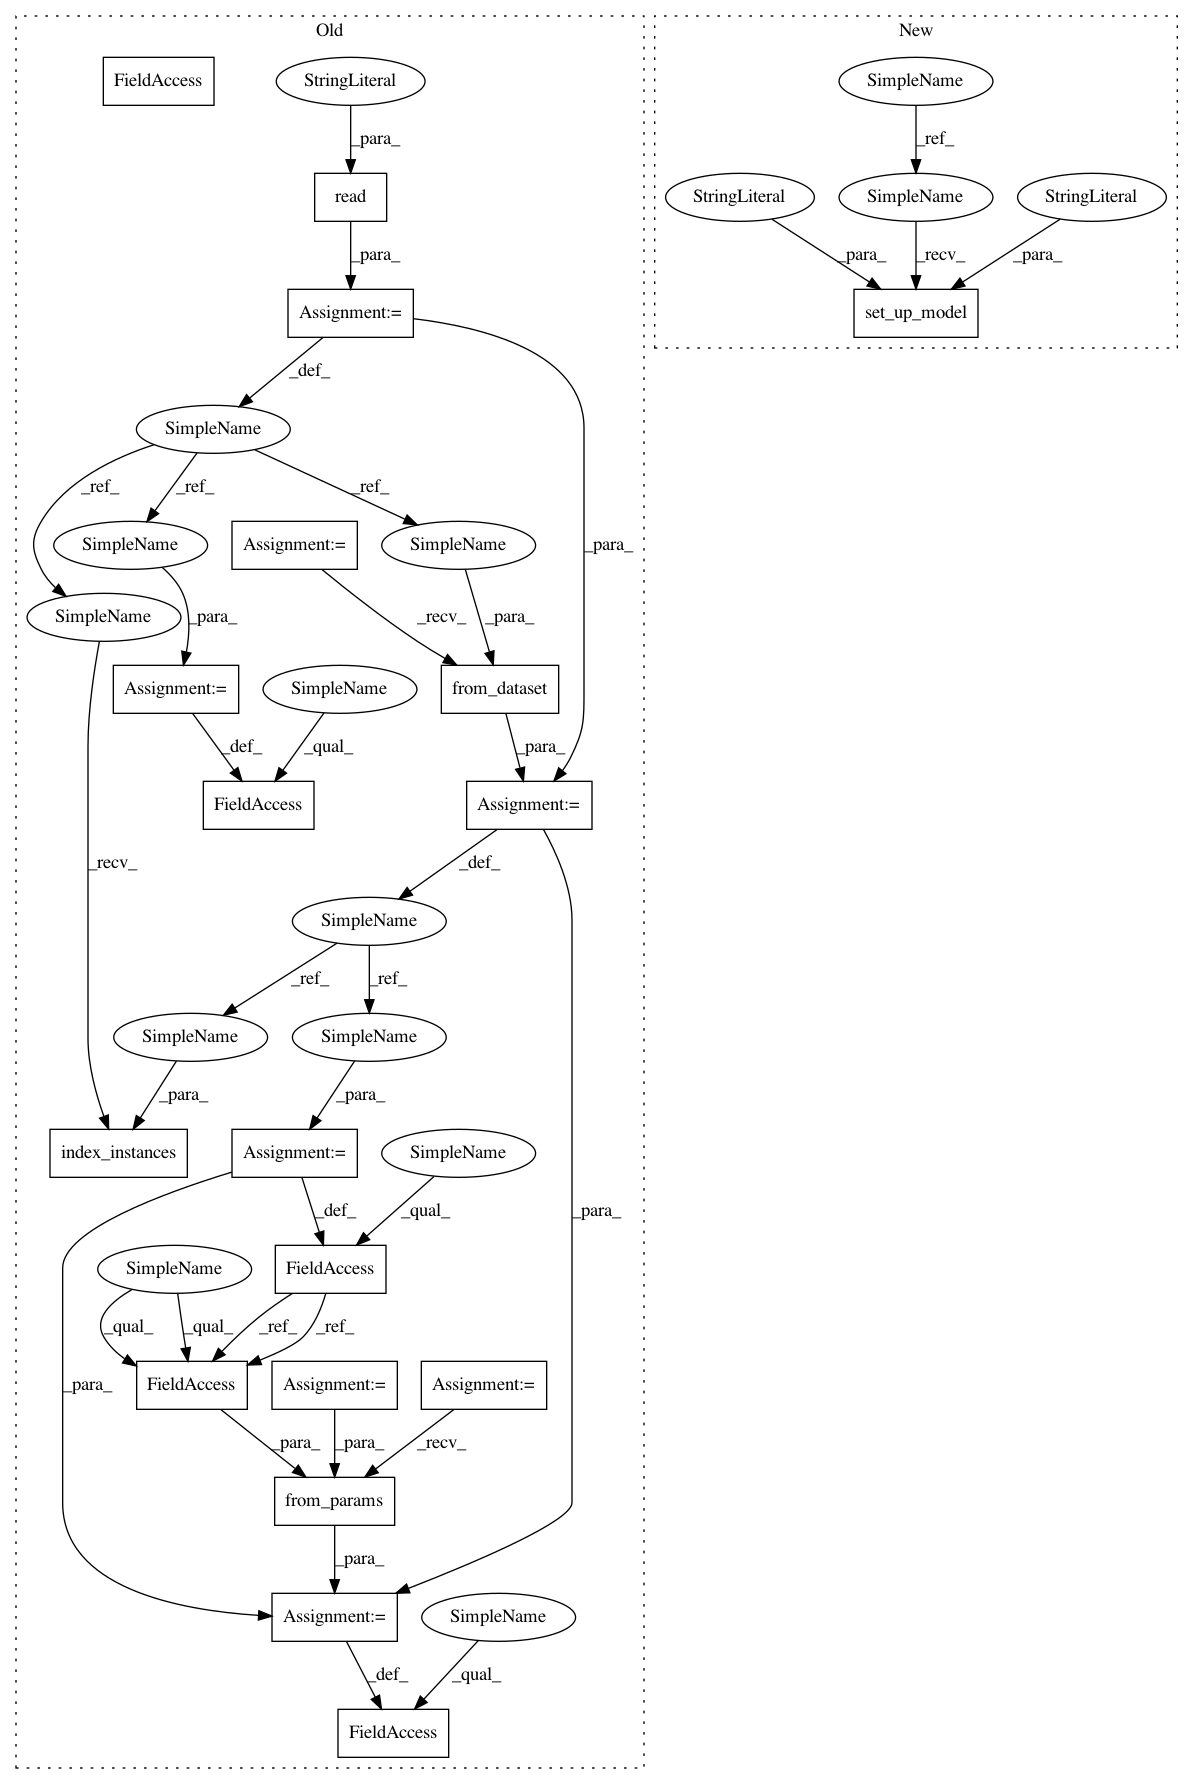 Old
New
FieldAccess
StringLiteral
SimpleName
_para_
_ref_
read
StringLiteral
SimpleName
StringLiteral
_para_
_para_
_recv_
_para_
Assignment:=
set_up_model
_def_
SimpleName
_ref_
_ref_
_ref_
SimpleName
Assignment:=
SimpleName
_para_
SimpleName
_para_
_recv_
_para_
Assignment:=
SimpleName
from_dataset
_def_
_qual_
_para_
FieldAccess
Assignment:=
_recv_
_def_
SimpleName
_ref_
_ref_
SimpleName
SimpleName
_para_
_para_
index_instances
Assignment:=
SimpleName
_def_
_qual_
_para_
SimpleName
FieldAccess
_qual_
_qual_
_ref_
_ref_
_para_
FieldAccess
Assignment:=
Assignment:=
_para_
_para_
_recv_
from_params
_para_
Assignment:=
SimpleName
_def_
_qual_
FieldAccess